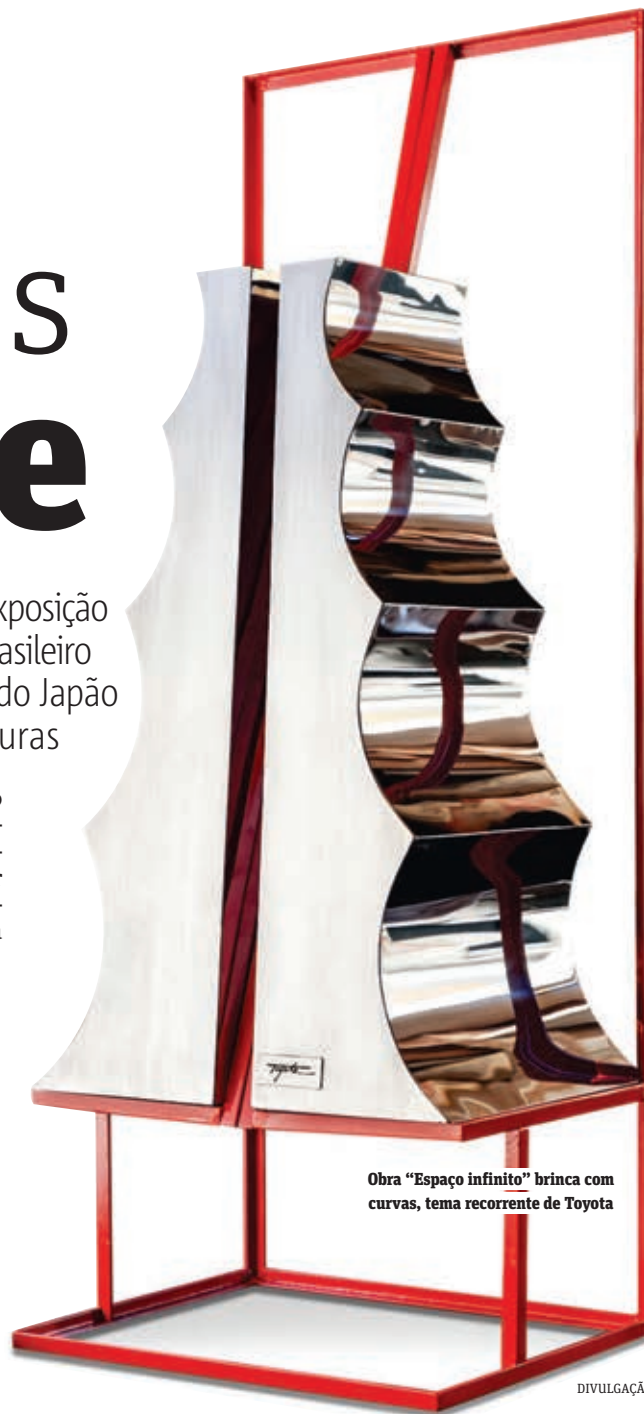 S
e
xposição
asileiro
do Japão
uras
Obra “Espaço infinito” brinca com
curvas, tema recorrente de Toyota
DIVULGAÇÃ